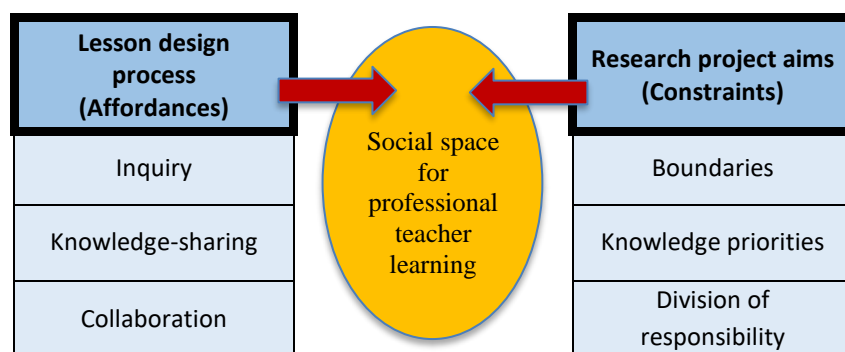 Lesson design
process
(Affordances)
Inquiry
Knowledge-sharing
Collaboration
Social space
for
professional
teacher
learning
Research project aims
(Constraints)
Boundaries
Knowledge priorities
Division of
responsibility